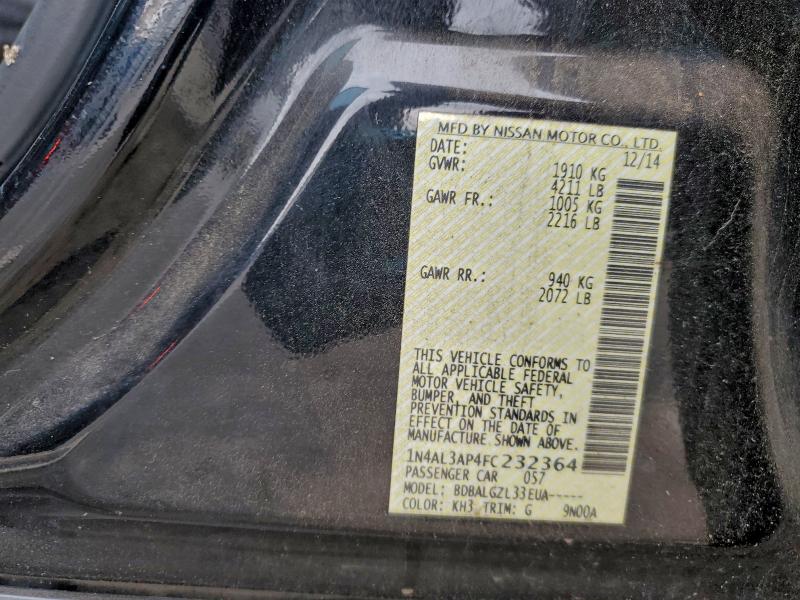 MFD BY NISSAN MOTOR CO., LTD.
DATE: 12/14
GVWR: 1910 KG
4211 LB
GAWR FR.: 1005 KG
2216 LB
GAWR RR.: 940 KG
2072 LB
THIS VEHICLE CONFORMS TO
ALL APPLICABLE FEDERAL
MOTOR VEHICLE SAFETY,
BUMPER, AND THEFT
PREVENTION STANDARDS IN
EFFECT ON THE DATE OF
MANUFACTURE SHOWN ABOVE.
1N4AL3AP4FC232364
PASSENGER CAR 057
MODEL: BDBALGZL33EUA-----
COLOR: KH3 TRIM: G 9N00A